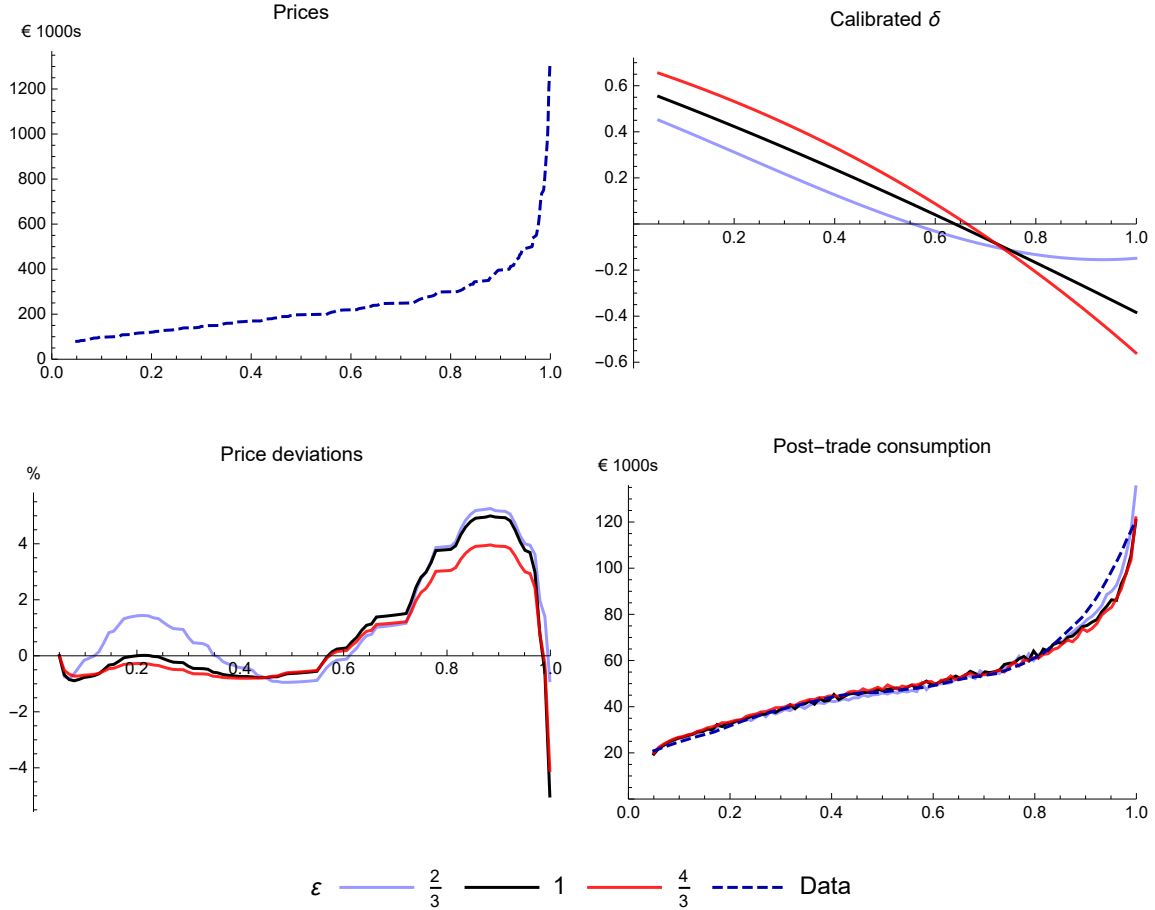 Prices
€ 1000s
1200
1000
800
600
400
200
0
0.0 0.2 0.4 0.6 0.8 1.0
Calibrated δ
0.6
0.4
0.2
−0.2
−0.4
−0.6
0.2 0.4 0.6 0.8 1.0
Price deviations
%
4
2
0
−2
−4
0.2 0.4 0.6 0.8 1.0
Post−trade consumption
€ 1000s
120
100
80
60
40
20
0.0 0.2 0.4 0.6 0.8 1.0
ε 2/3 1 4/3 Data